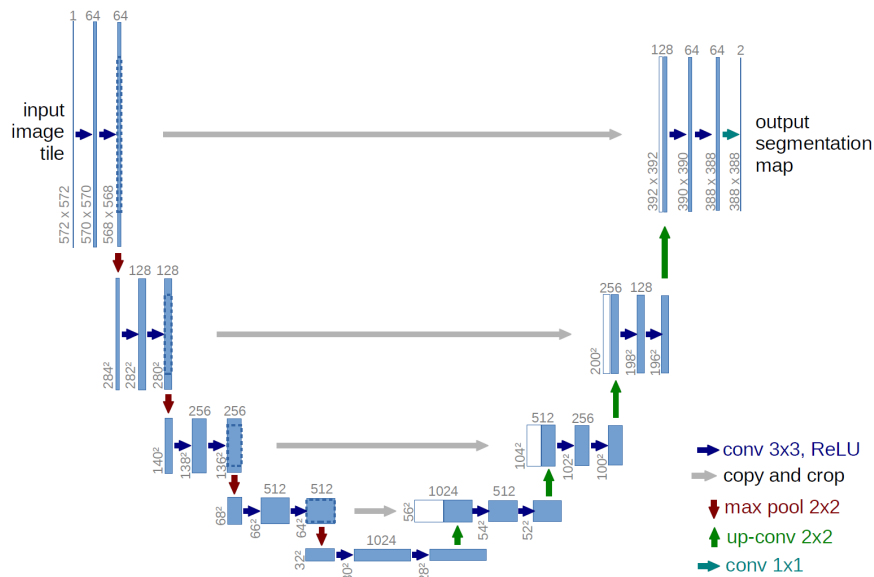 1 64 64
input
image
tile
572 x 572
570 x 570
568 x 568
128 64 64 2
output
segmentation
map
392 x 392
390 x 390
388 x 388
388 x 388
128 128
284²
282²
280²
256 128
200²
198²
196²
256 256
140²
138²
136²
512 256
104²
102²
100²
512 512
68²
66²
64²
1024 512
56²
54²
52²
1024
32²
conv 3x3, ReLU
copy and crop
max pool 2x2
up-conv 2x2
conv 1x1